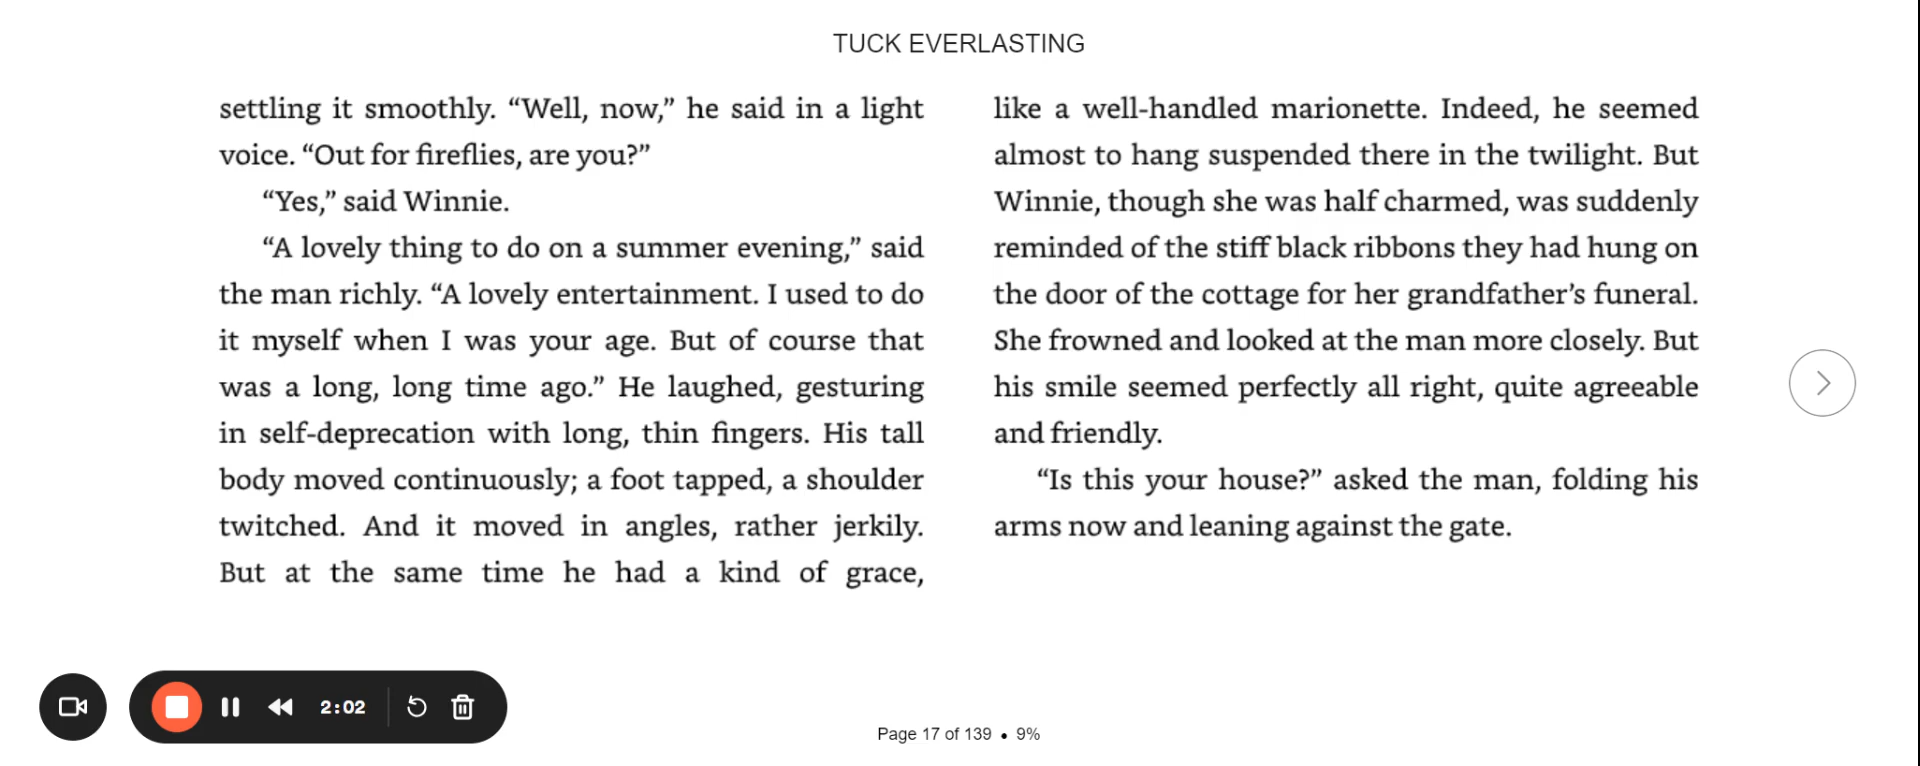 TUCK EVERLASTING
settling it smoothly. “Well, now,” he said in a light
voice. “Out for fireflies, are you?”
“Yes,” said Winnie.
“A lovely thing to do on a summer evening,” said
the man richly. “A lovely entertainment. I used to do
it myself when I was your age. But of course that
was a long, long time ago.” He laughed, gesturing
in self-deprecation with long, thin fingers. His tall
body moved continuously; a foot tapped, a shoulder
twitched. And it moved in angles, rather jerkily.
But at the same time he had a kind of grace,
like a well-handled marionette. Indeed, he seemed
almost to hang suspended there in the twilight. But
Winnie, though she was half charmed, was suddenly
reminded of the stiff black ribbons they had hung on
the door of the cottage for her grandfather’s funeral.
She frowned and looked at the man more closely. But
his smile seemed perfectly all right, quite agreeable
and friendly.
“Is this your house?” asked the man, folding his
arms now and leaning against the gate.
2:02
Page 17 of 139 • 9%